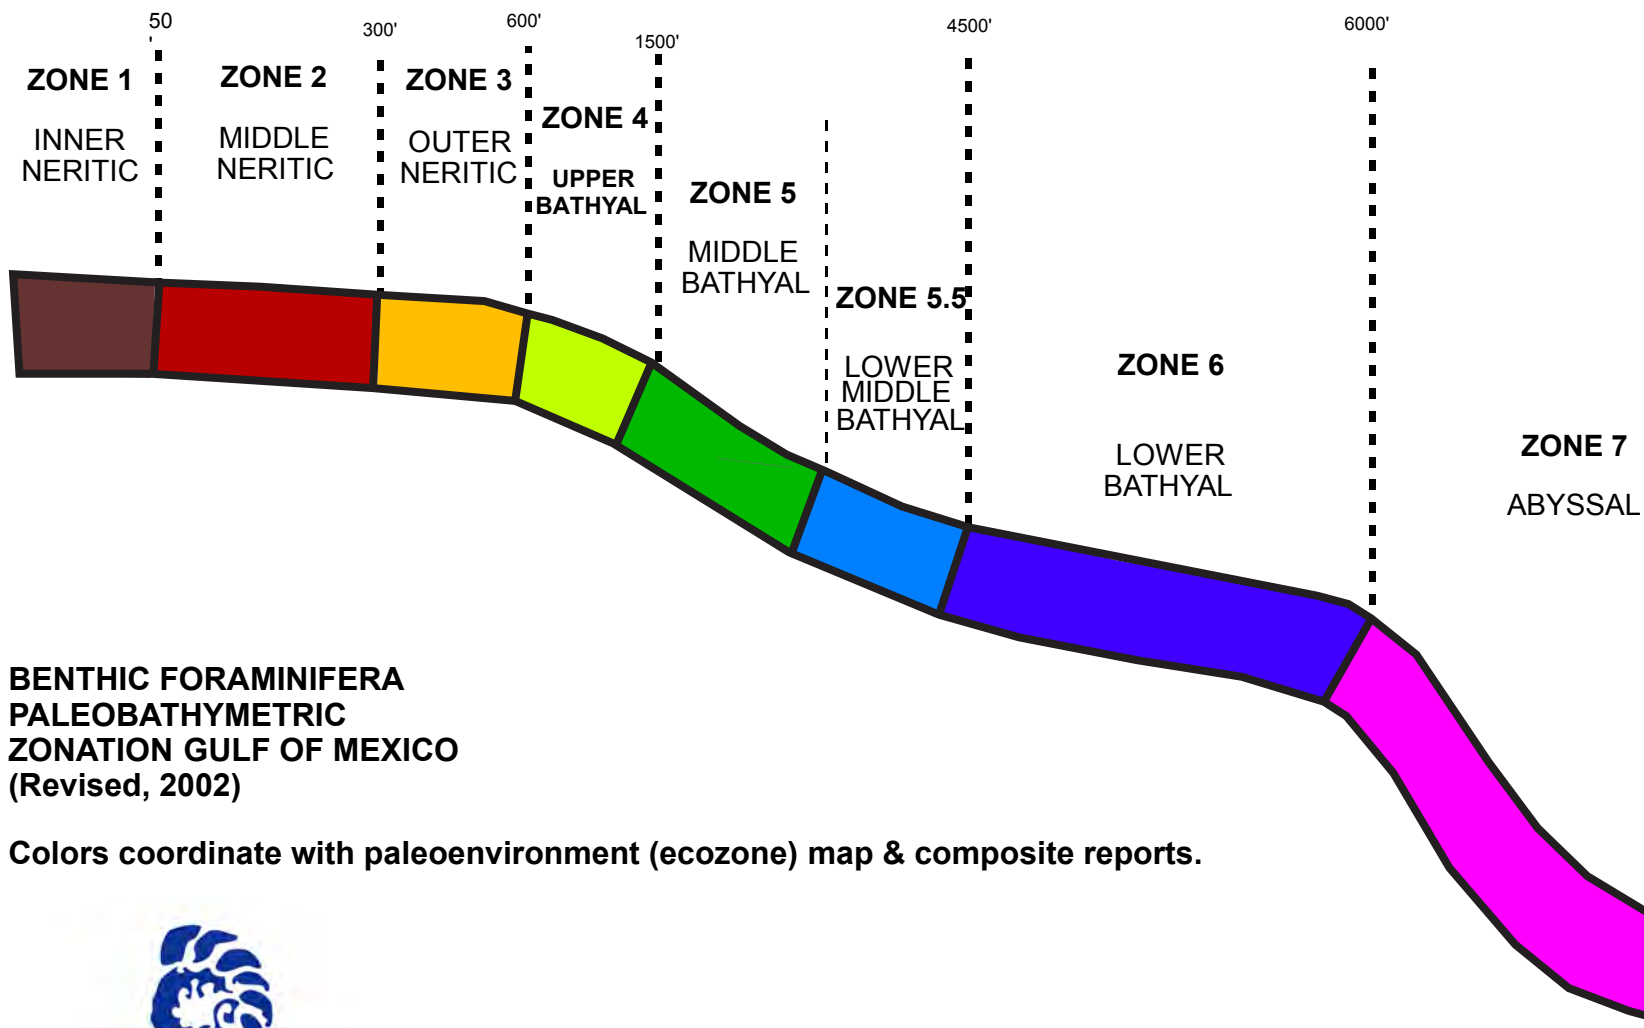 50
'
300'
600'
1500'
4500'
6000'
ZONE 1
INNER
NERITIC
ZONE 2
MIDDLE
NERITIC
ZONE 3
OUTER
NERITIC
ZONE 4
UPPER
BATHYAL
ZONE 5
MIDDLE
BATHYAL
ZONE 5.5
LOWER
MIDDLE
BATHYAL
ZONE 6
LOWER
BATHYAL
ZONE 7
ABYSSAL
BENTHIC FORAMINIFERA
PALEOBATHYMETRIC
ZONATION GULF OF MEXICO
(Revised, 2002)
Colors coordinate with paleoenvironment (ecozone) map & composite reports.